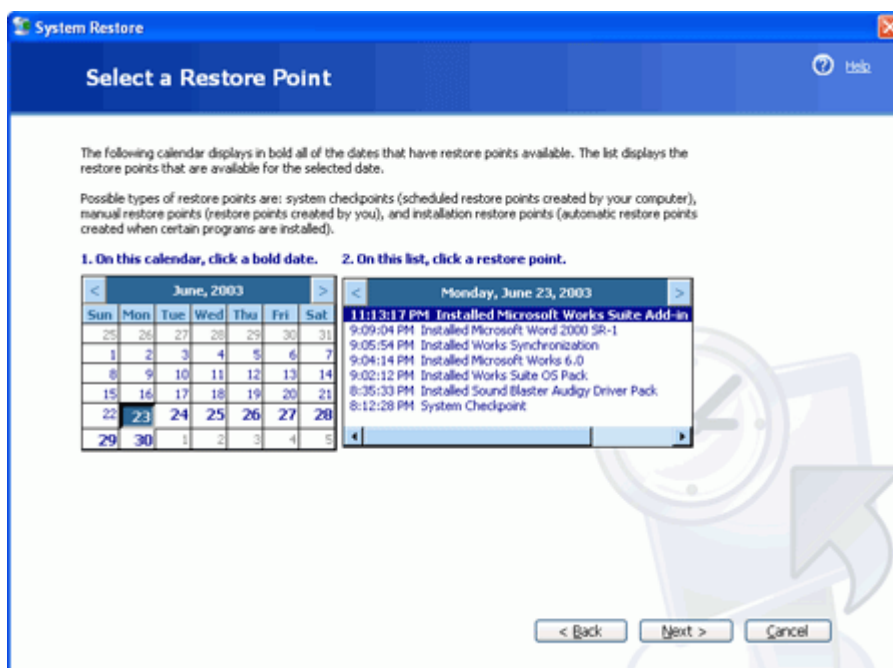 System Restore
Select a Restore Point
Help
The following calendar displays in bold all of the dates that have restore points available. The list displays the
restore points that are available for the selected date.
Possible types of restore points are: system checkpoints (scheduled restore points created by your computer),
manual restore points (restore points created by you), and installation restore points (automatic restore points
created when certain programs are installed).
1. On this calendar, click a bold date.
2. On this list, click a restore point.
< June, 2003 >
Sun Mon Tue Wed Thu Fri Sat
25 26 27 28 29 30 31
1 2 3 4 5 6 7
8 9 10 11 12 13 14
15 16 17 18 19 20 21
22 23 24 25 26 27 28
29 30 1 2 3 4 5
< Monday, June 23, 2003 >
11:13:17 PM Installed Microsoft Works Suite Add-in
9:09:04 PM Installed Microsoft Word 2000 SR-1
9:05:54 PM Installed Works Synchronization
9:04:14 PM Installed Microsoft Works 6.0
9:02:12 PM Installed Works Suite OS Pack
8:35:33 PM Installed Sound Blaster Audigy Driver Pack
8:12:28 PM System Checkpoint
< Back
Next >
Cancel